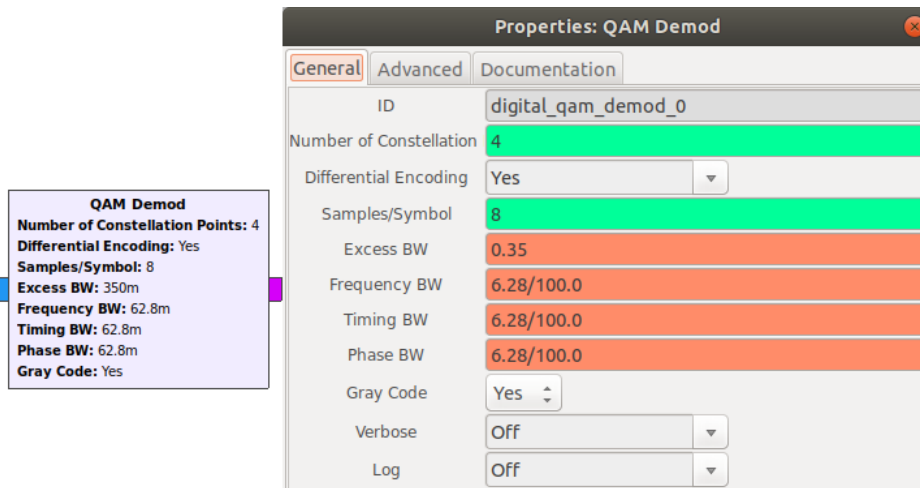 Properties: QAM Demod
General Advanced Documentation
ID digital_qam_demod_0
Number of Constellation 4
Differential Encoding Yes
Samples/Symbol 8
Excess BW 0.35
Frequency BW 6.28/100.0
Timing BW 6.28/100.0
Phase BW 6.28/100.0
Gray Code Yes
Verbose Off
Log Off
QAM Demod
Number of Constellation Points: 4
Differential Encoding: Yes
Samples/Symbol: 8
Excess BW: 350m
Frequency BW: 62.8m
Timing BW: 62.8m
Phase BW: 62.8m
Gray Code: Yes